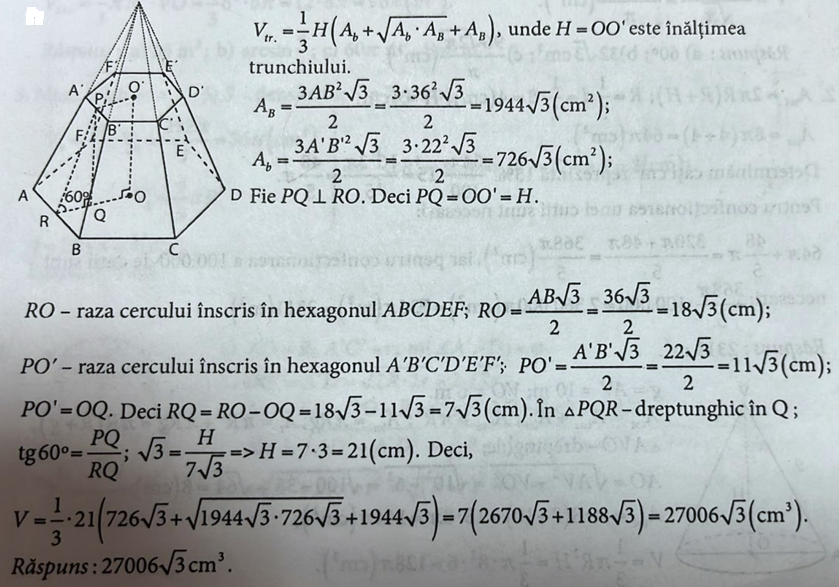 V_tr. = 1/3 H(A_b + √(A_b · A_B) + A_B), unde H = OO' este înălțimea
trunchiului.
A_B = 3AB²√3/2 = 3·36²√3/2 = 1944√3(cm²);
A_b = 3A'B'²√3/2 = 3·22²√3/2 = 726√3(cm²);
Fie PQ ⊥ RO. Deci PQ = OO' = H.
F' E'
A' O' D'
P
B' C'
F E
A 60º O D
R Q
B C
RO – raza cercului înscris în hexagonul ABCDEF; RO = AB√3/2 = 36√3/2 = 18√3(cm);
PO' – raza cercului înscris în hexagonul A'B'C'D'E'F'; PO' = A'B'√3/2 = 22√3/2 = 11√3(cm);
PO' = OQ. Deci RQ = RO – OQ = 18√3 – 11√3 = 7√3(cm). În △PQR – dreptunghic în Q;
tg60º = PQ/RQ; √3 = H/7√3 => H = 7·3 = 21(cm). Deci,
V = 1/3 · 21(726√3 + √(1944√3 · 726√3) + 1944√3) = 7(2670√3 + 1188√3) = 27006√3(cm³).
Răspuns: 27006√3 cm³.